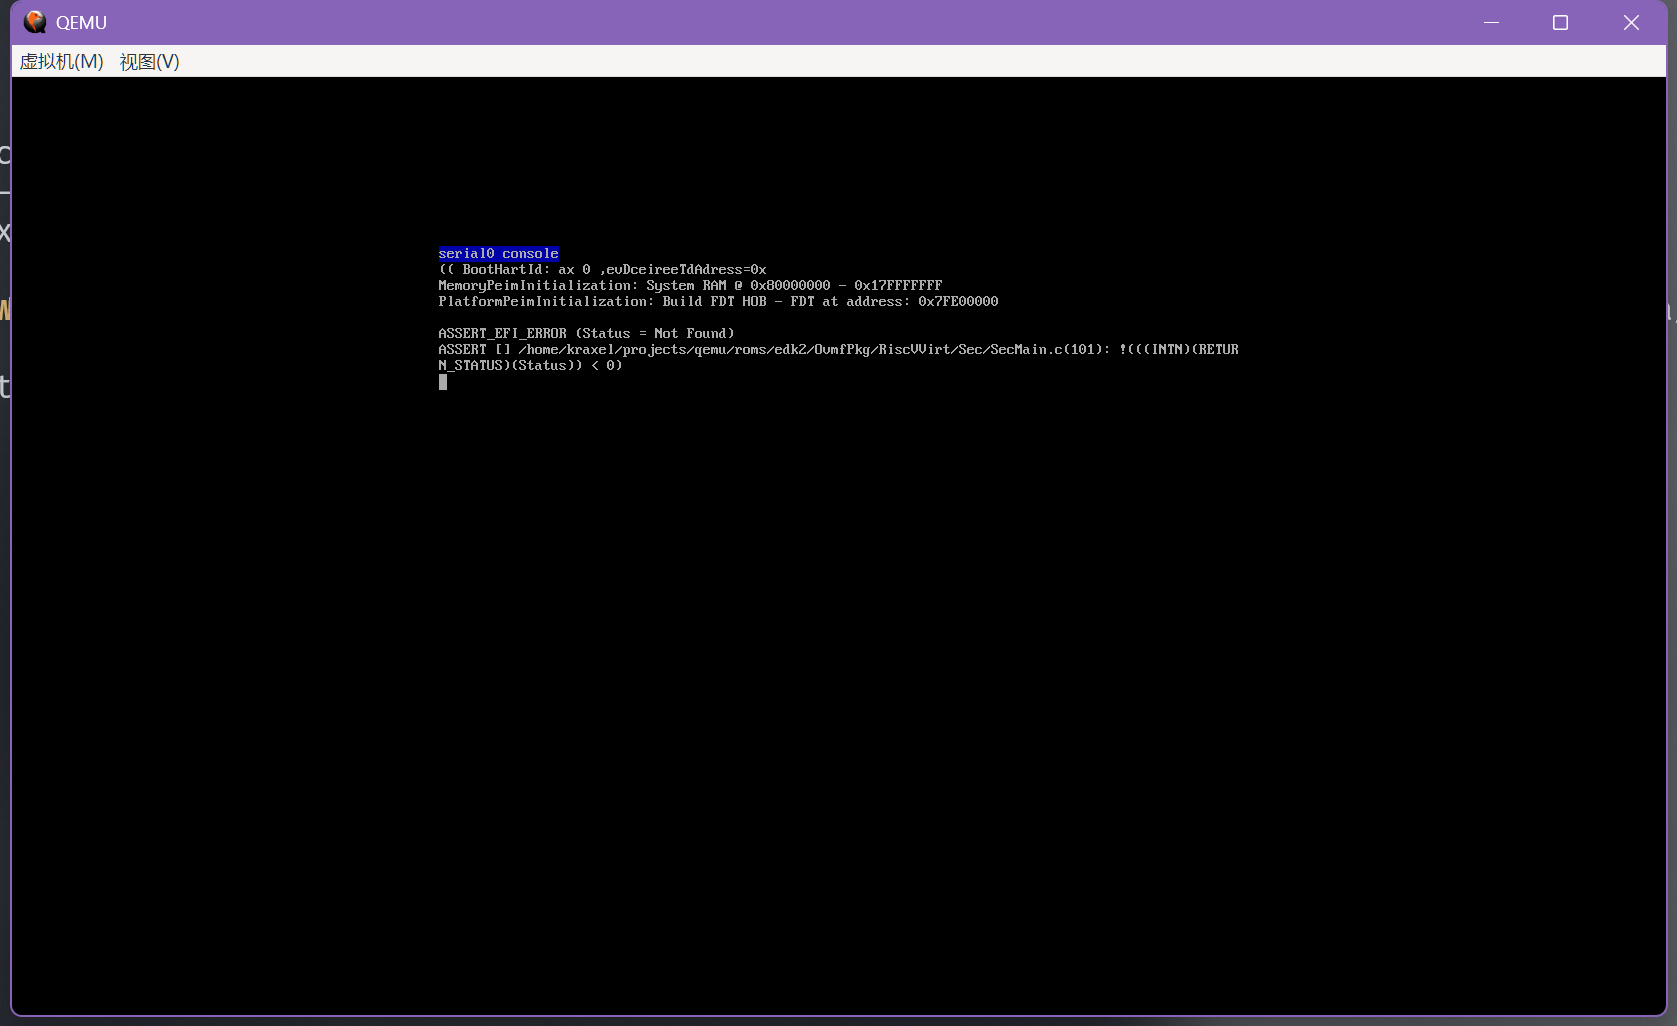 QEMU
虚拟机(M) 视图(V)
serial0 console
(( BootHartId: ax 0 ,evDceireeTdAdress=0x
MemoryPeimInitialization: System RAM @ 0x80000000 - 0x17FFFFFFF
PlatformPeimInitialization: Build FDT HOB - FDT at address: 0x7FE00000
ASSERT_EFI_ERROR (Status = Not Found)
ASSERT [] /home/kraxel/projects/qemu/roms/edk2/OvmfPkg/RiscVVirt/Sec/SecMain.c(101): !(((INTN)(RETUR
N_STATUS)(Status)) < 0)